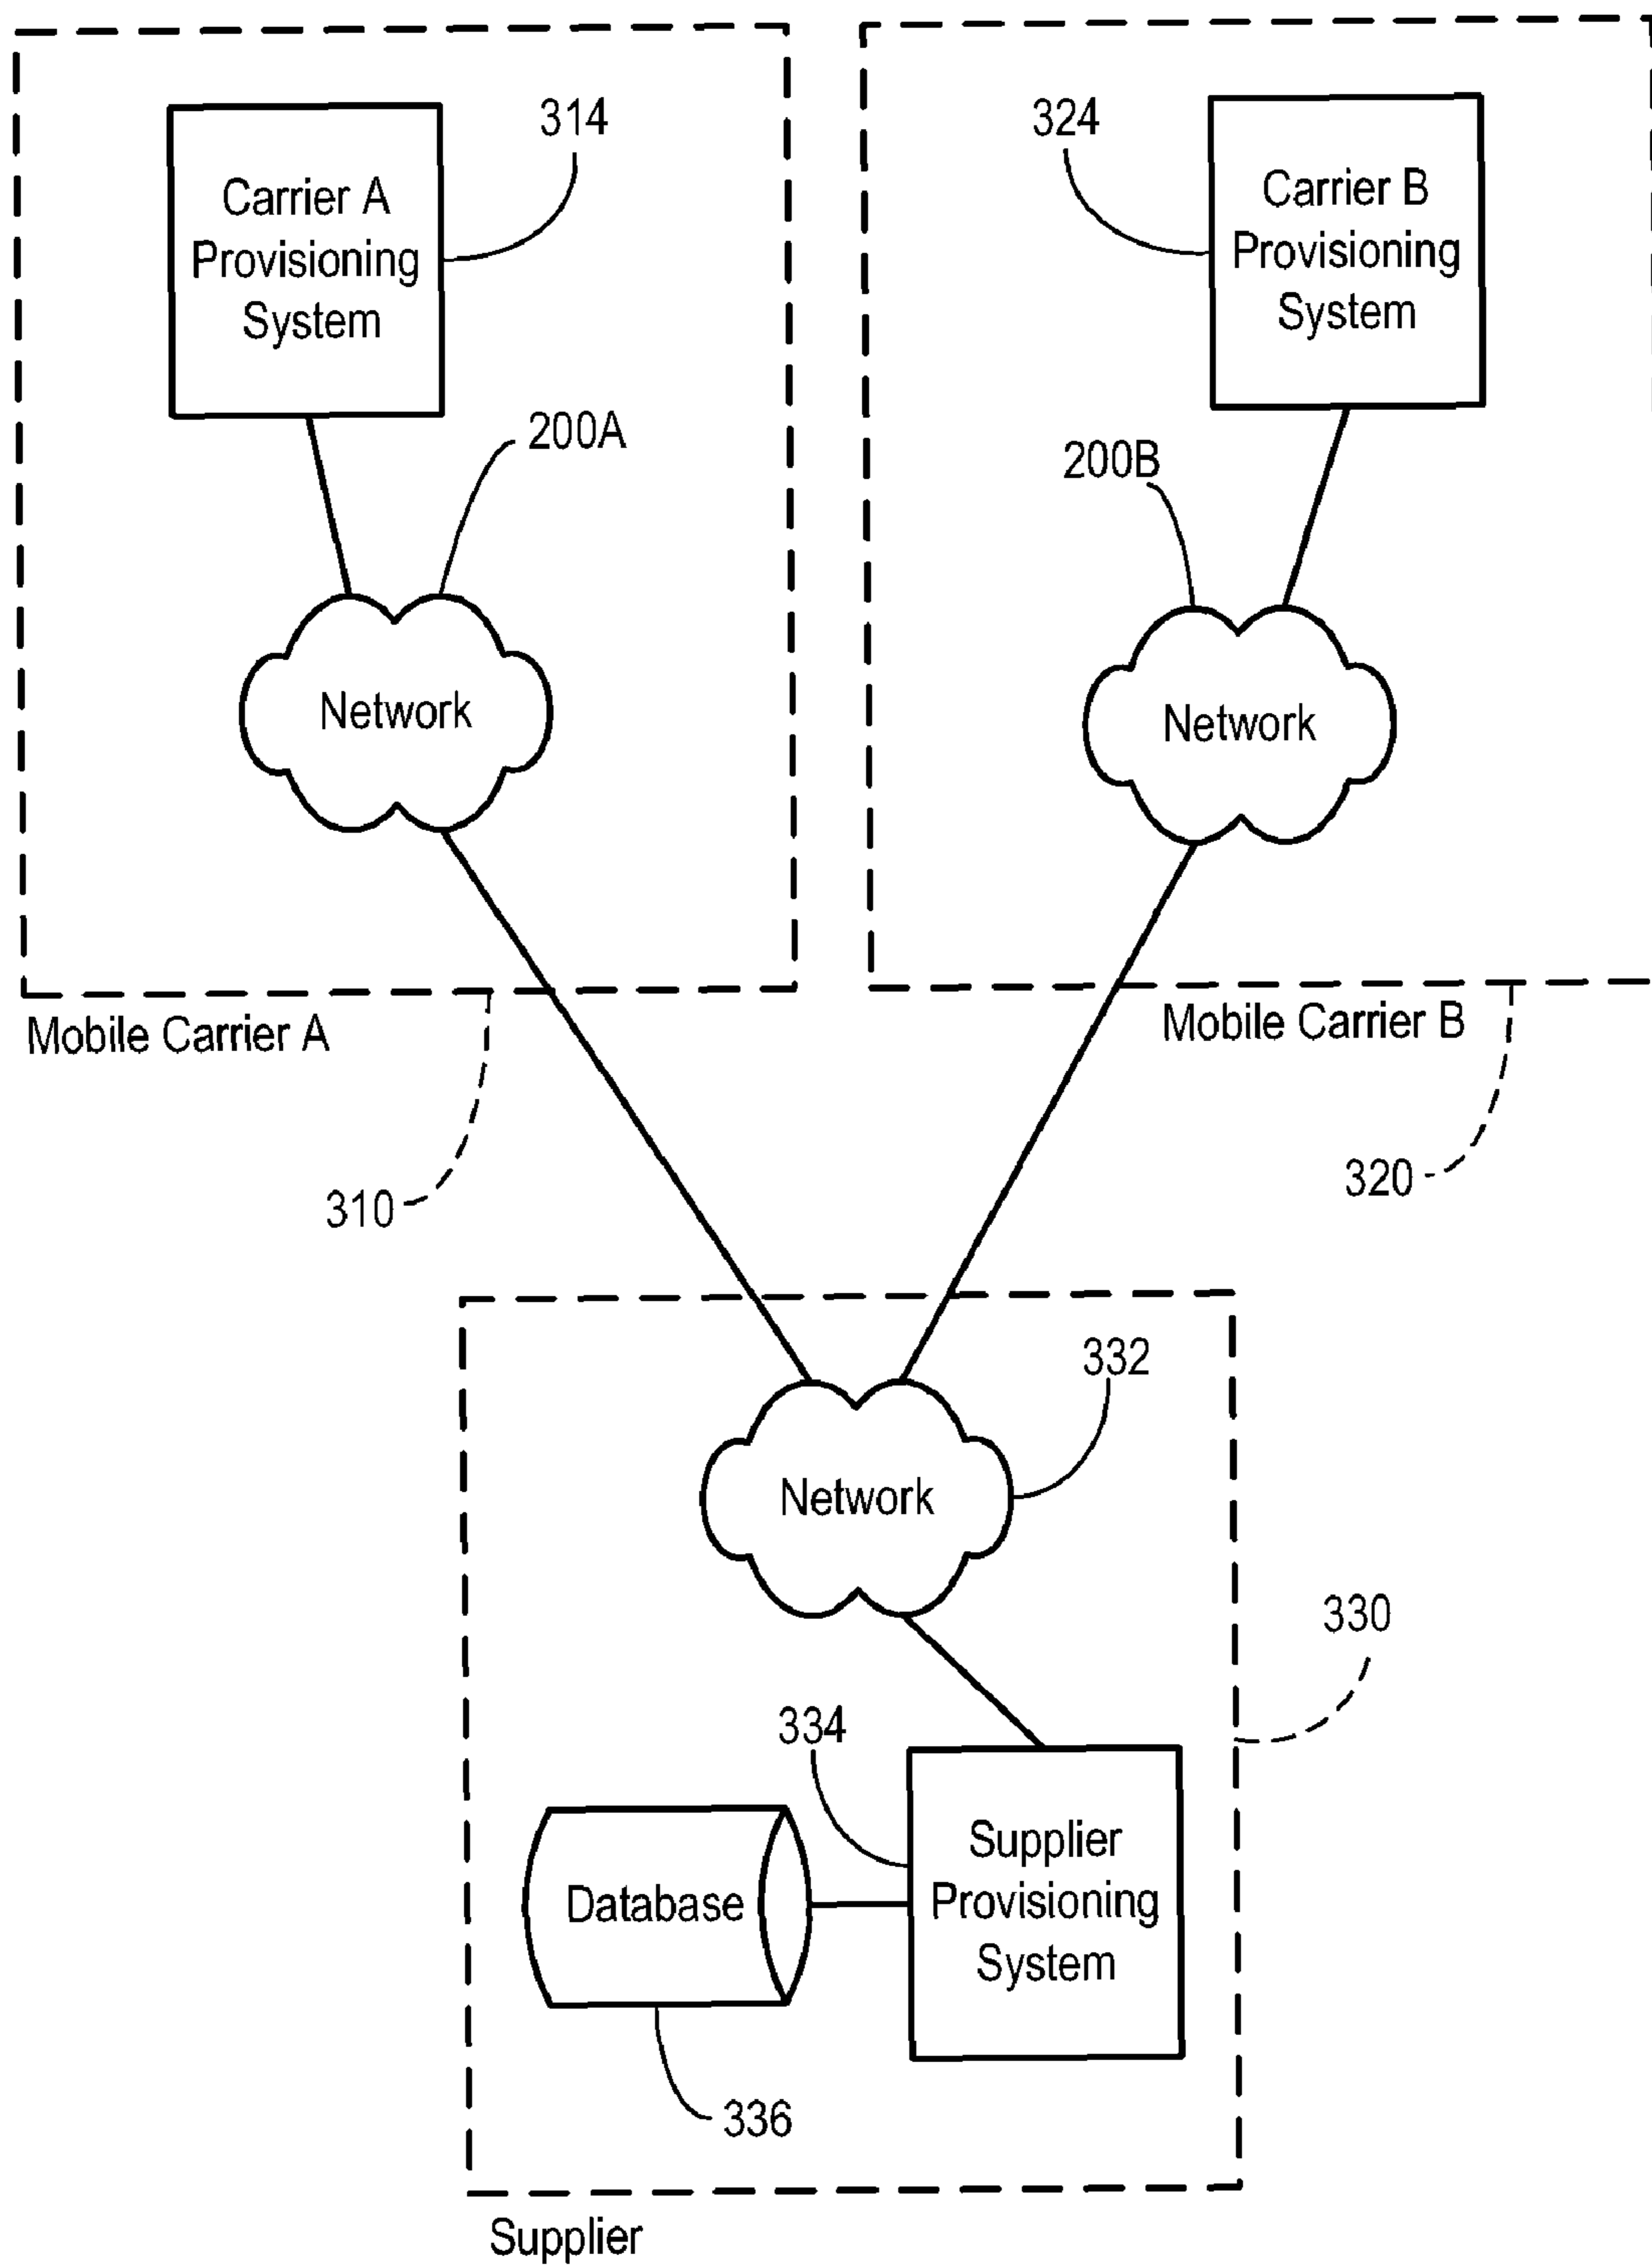 314
Carrier A
Provisioning
System
324
Carrier B
Provisioning
System
200A
200B
Network
Network
Mobile Carrier A
Mobile Carrier B
310
320
332
Network
330
334
Supplier
Provisioning
System
Database
336
Supplier